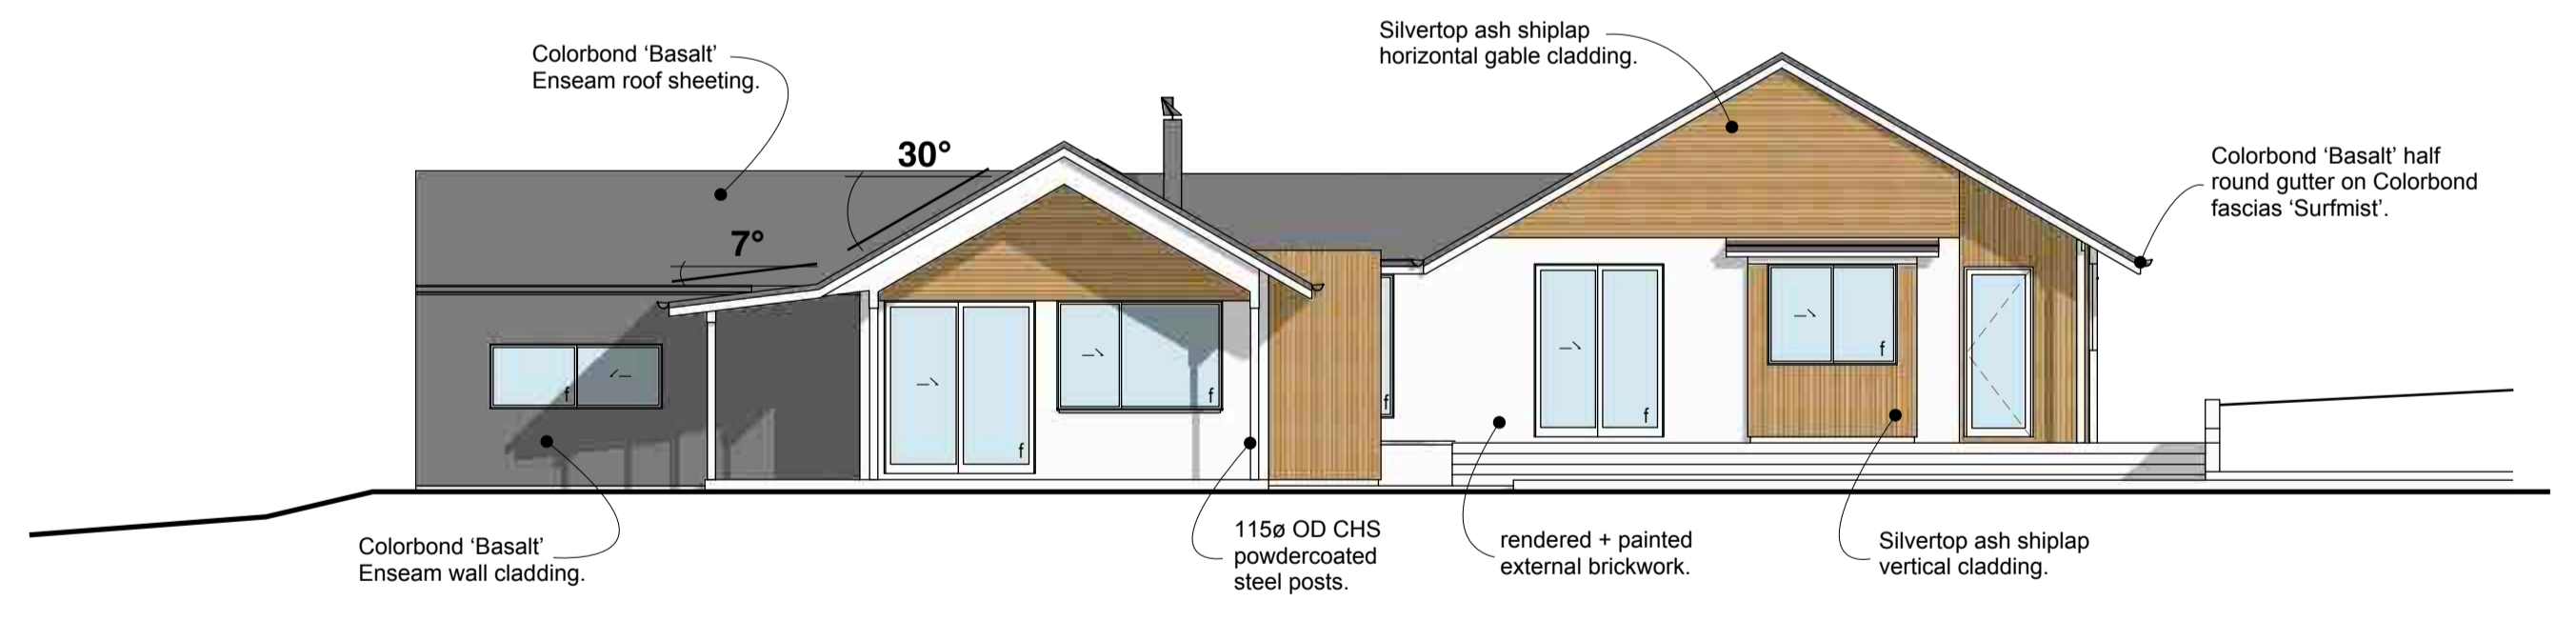 Silvertop ash shiplap
horizontal gable cladding.
Colorbond ‘Basalt’
Enseam roof sheeting.
30°
Colorbond ‘Basalt’ half
round gutter on Colorbond
fascias ‘Surfmist’.
7°
f
f
f
f
f
f
115ø OD CHS
powdercoated
steel posts.
rendered + painted
external brickwork.
Silvertop ash shiplap
vertical cladding.
Colorbond ‘Basalt’
Enseam wall cladding.